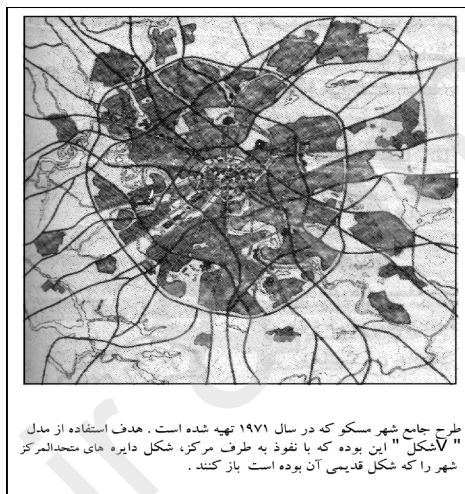 طرح جامع شهر مسکو که در سال ۱۹۷۱ تهیه شده است . هدف استفاده از مدل
" Vشکل " این بوده که با نفوذ به طرف مرکز، شکل دایره های متحدالمرکز
شهر را که شکل قدیمی آن بوده است باز کنند .